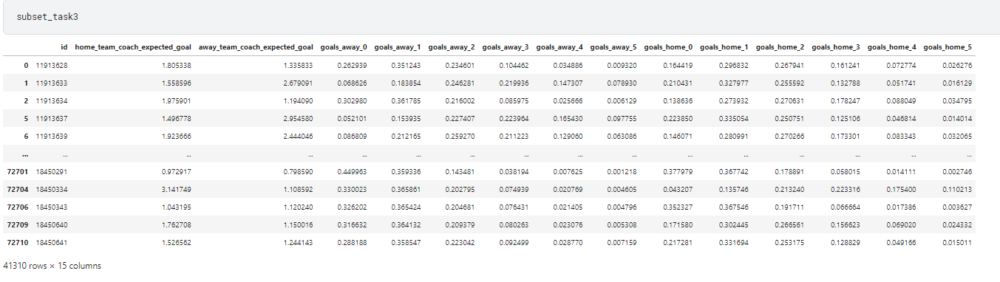 subset_task3
id home_team_coach_expected_goal away_team_coach_expected_goal goals_away_0 goals_away_1 goals_away_2 goals_away_3 goals_away_4 goals_away_5 goals_home_0 goals_home_1 goals_home_2 goals_home_3 goals_home_4 goals_home_5
0 11913628 1.805338 1.335833 0.262939 0.351243 0.234601 0.104462 0.034886 0.009320 0.164419 0.296832 0.267941 0.161241 0.072774 0.026276
1 11913633 1.558596 2.679091 0.068626 0.183854 0.246281 0.219936 0.147307 0.078930 0.210431 0.327977 0.255592 0.132788 0.051741 0.016129
2 11913634 1.975901 1.194090 0.302980 0.361785 0.216002 0.085975 0.025666 0.006129 0.138636 0.273932 0.270631 0.178247 0.088049 0.034795
5 11913637 1.496778 2.954580 0.052101 0.153935 0.227407 0.223964 0.165430 0.097755 0.223850 0.335054 0.250751 0.125106 0.046814 0.014014
6 11913639 1.923666 2.444046 0.086809 0.212165 0.259270 0.211223 0.129060 0.063086 0.146071 0.280991 0.270266 0.173301 0.083343 0.032065
... ... ... ... ... ... ... ... ... ... ... ... ... ... ... ...
72701 18450291 0.972917 0.798590 0.449963 0.359336 0.143481 0.038194 0.007625 0.001218 0.377979 0.367742 0.178891 0.058015 0.014111 0.002746
72704 18450334 3.141749 1.108592 0.330023 0.365861 0.202795 0.074939 0.020769 0.004605 0.043207 0.135746 0.213240 0.223316 0.175400 0.110213
72706 18450343 1.043195 1.120240 0.326202 0.365424 0.204681 0.076431 0.021405 0.004796 0.352327 0.367546 0.191711 0.066664 0.017386 0.003627
72709 18450640 1.762708 1.150016 0.316632 0.364132 0.209379 0.080263 0.023076 0.005308 0.171580 0.302445 0.266561 0.156623 0.069020 0.024332
72710 18450641 1.526562 1.244143 0.288188 0.358547 0.223042 0.092499 0.028770 0.007159 0.217281 0.331694 0.253175 0.128829 0.049166 0.015011
41310 rows × 15 columns